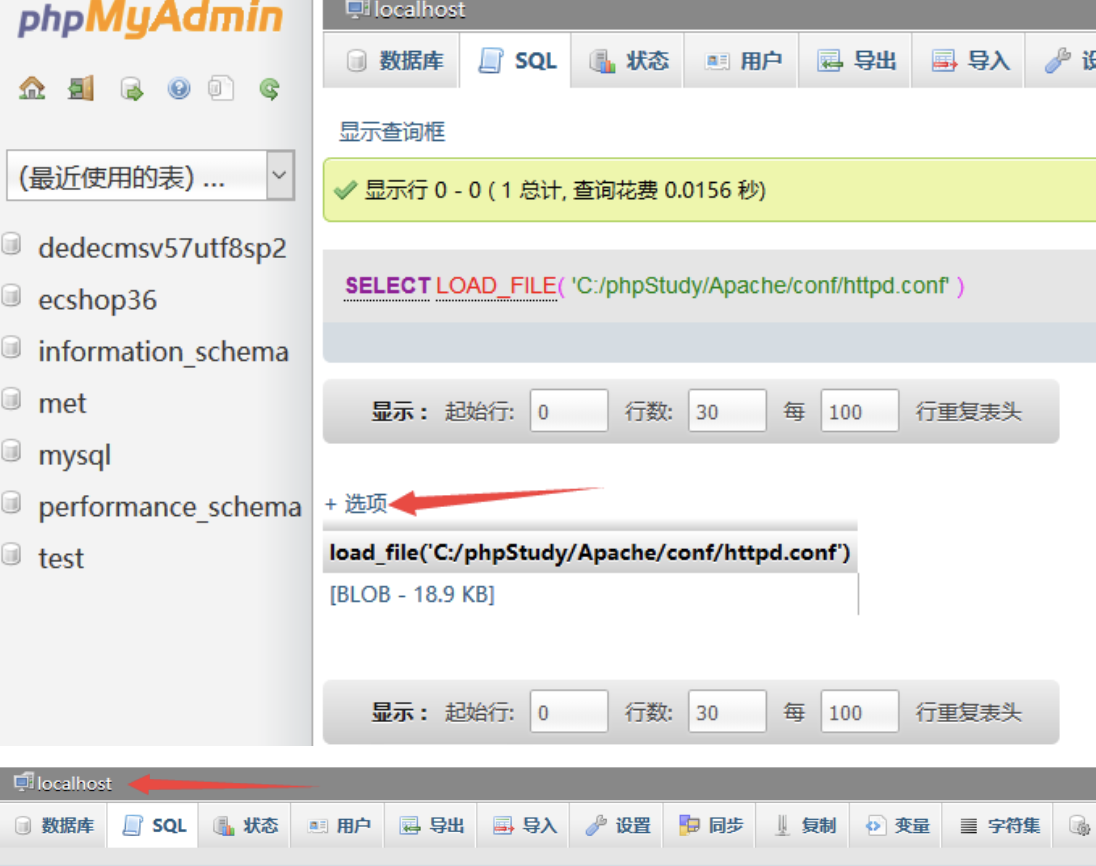 phpMyAdmin
(最近使用的表) ...
dedecmsv57utf8sp2
ecshop36
information_schema
met
mysql
performance_schema
test
localhost
数据库 SQL 状态 用户 导出 导入
显示查询框
显示行 0 - 0 ( 1 总计, 查询花费 0.0156 秒)
SELECT LOAD_FILE( 'C:/phpStudy/Apache/conf/httpd.conf' )
显示： 起始行: 0 行数: 30 每 100 行重复表头
+ 选项
load_file('C:/phpStudy/Apache/conf/httpd.conf')
[BLOB - 18.9 KB]
显示： 起始行: 0 行数: 30 每 100 行重复表头
localhost
数据库 SQL 状态 用户 导出 导入 设置 同步 复制 变量 字符集